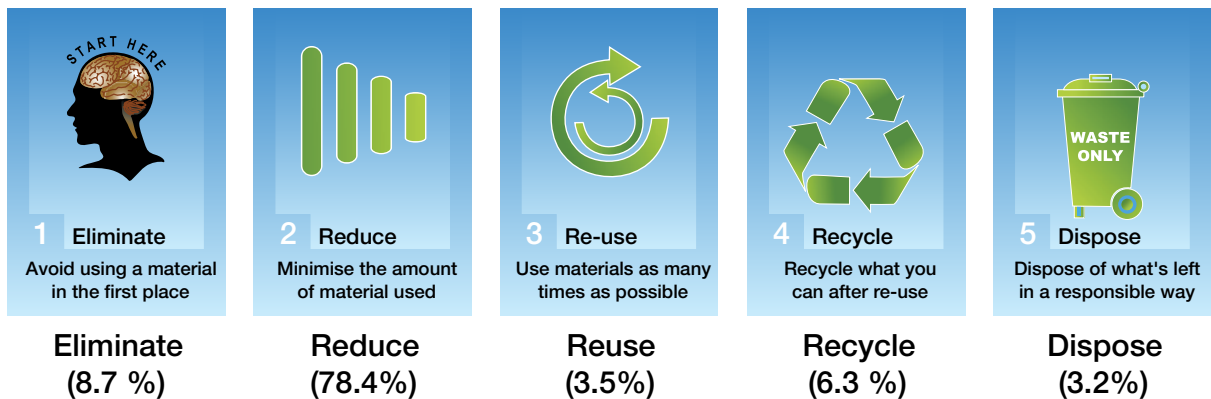 START HERE
1 Eliminate
Avoid using a material
in the first place
2 Reduce
Minimise the amount
of material used
3 Re-use
Use materials as many
times as possible
4 Recycle
Recycle what you
can after re-use
WASTE
ONLY
5 Dispose
Dispose of what's left
in a responsible way
Eliminate
(8.7 %)
Reduce
(78.4%)
Reuse
(3.5%)
Recycle
(6.3 %)
Dispose
(3.2%)